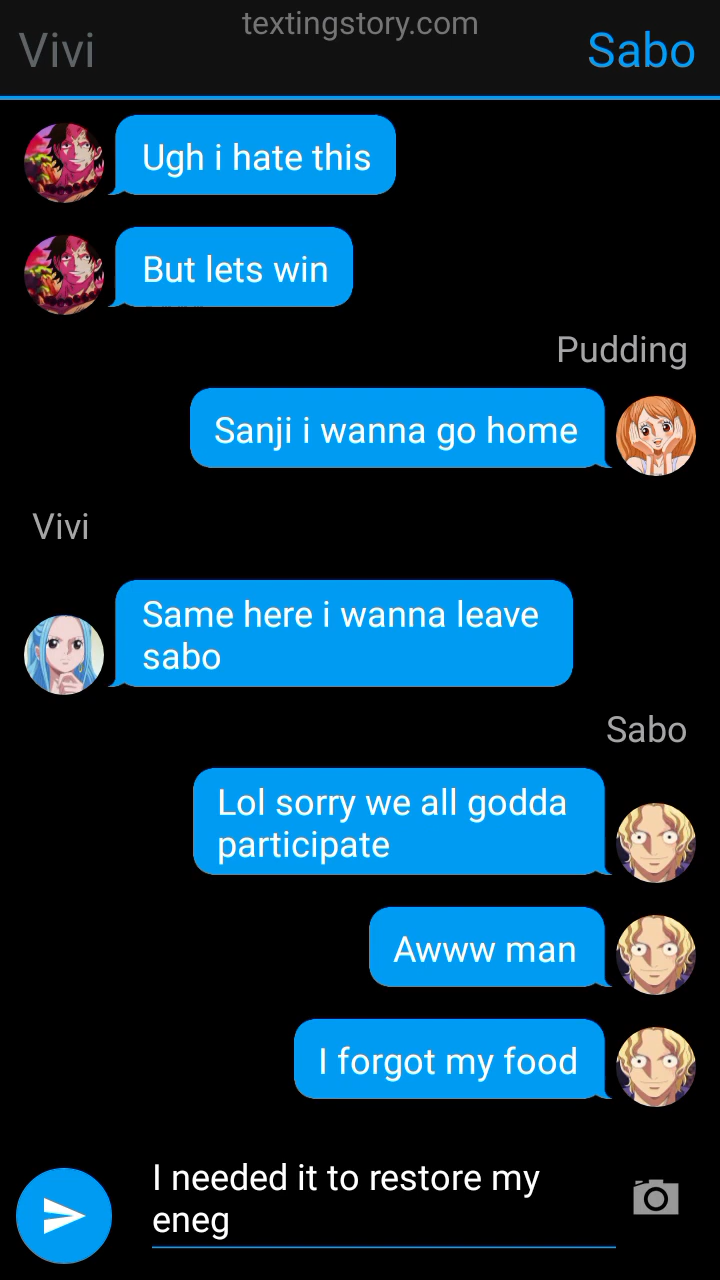 textingstory.com
Vivi
Sabo
Ugh i hate this
But lets win
Pudding
Sanji i wanna go home
Vivi
Same here i wanna leave
sabo
Sabo
Lol sorry we all godda
participate
Awww man
I forgot my food
I needed it to restore my
eneg